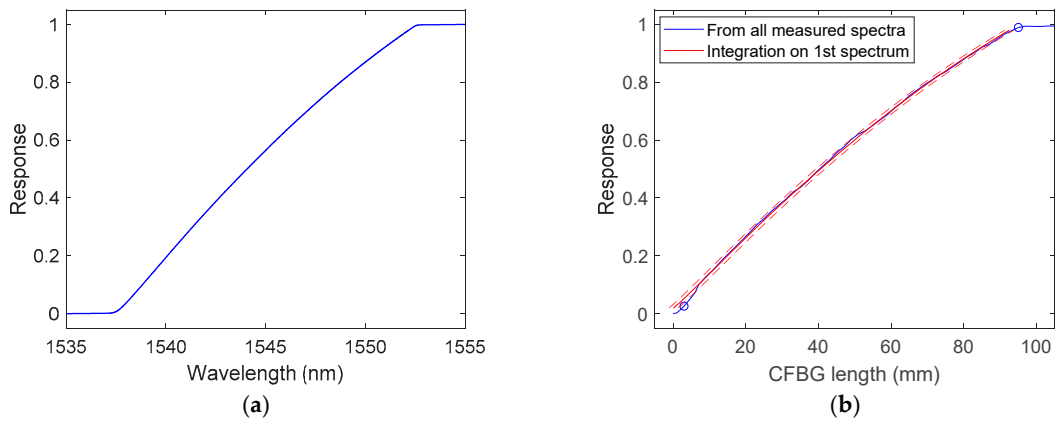 1
0.8
0.6
0.4
0.2
0
Response
1535
1540
1545
1550
1555
Wavelength (nm)
(a)
From all measured spectra
Integration on 1st spectrum
1
0.8
0.6
0.4
0.2
0
Response
0
20
40
60
80
100
CFBG length (mm)
(b)